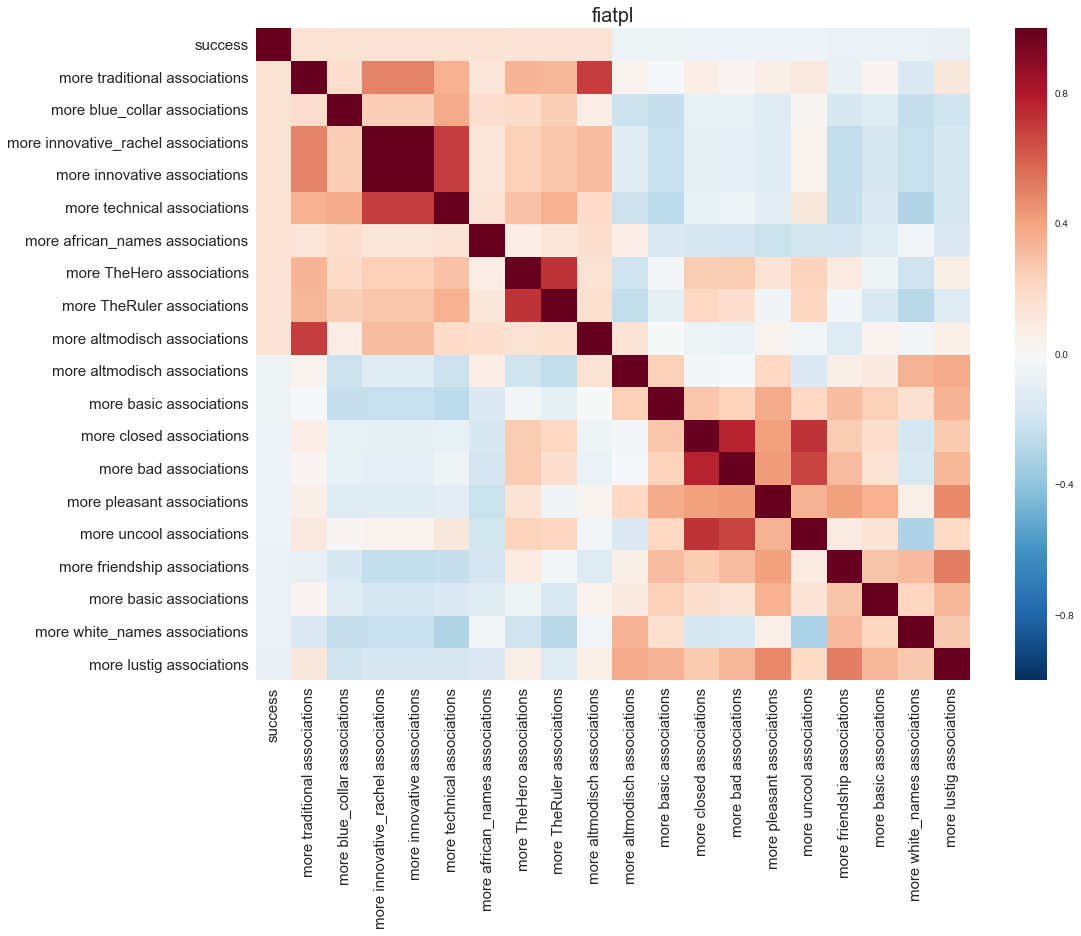 fiatpl
success
more traditional associations
more blue_collar associations
more innovative_rachel associations
more innovative associations
more technical associations
more african_names associations
more TheHero associations
more TheRuler associations
more altmodisch associations
more altmodisch associations
more basic associations
more closed associations
more bad associations
more pleasant associations
more uncool associations
more friendship associations
more basic associations
more white_names associations
more lustig associations
0.8
0.4
0.0
−0.4
−0.8
success
more traditional associations
more blue_collar associations
more innovative_rachel associations
more innovative associations
more technical associations
more african_names associations
more TheHero associations
more TheRuler associations
more altmodisch associations
more altmodisch associations
more basic associations
more closed associations
more bad associations
more pleasant associations
more uncool associations
more friendship associations
more basic associations
more white_names associations
more lustig associations